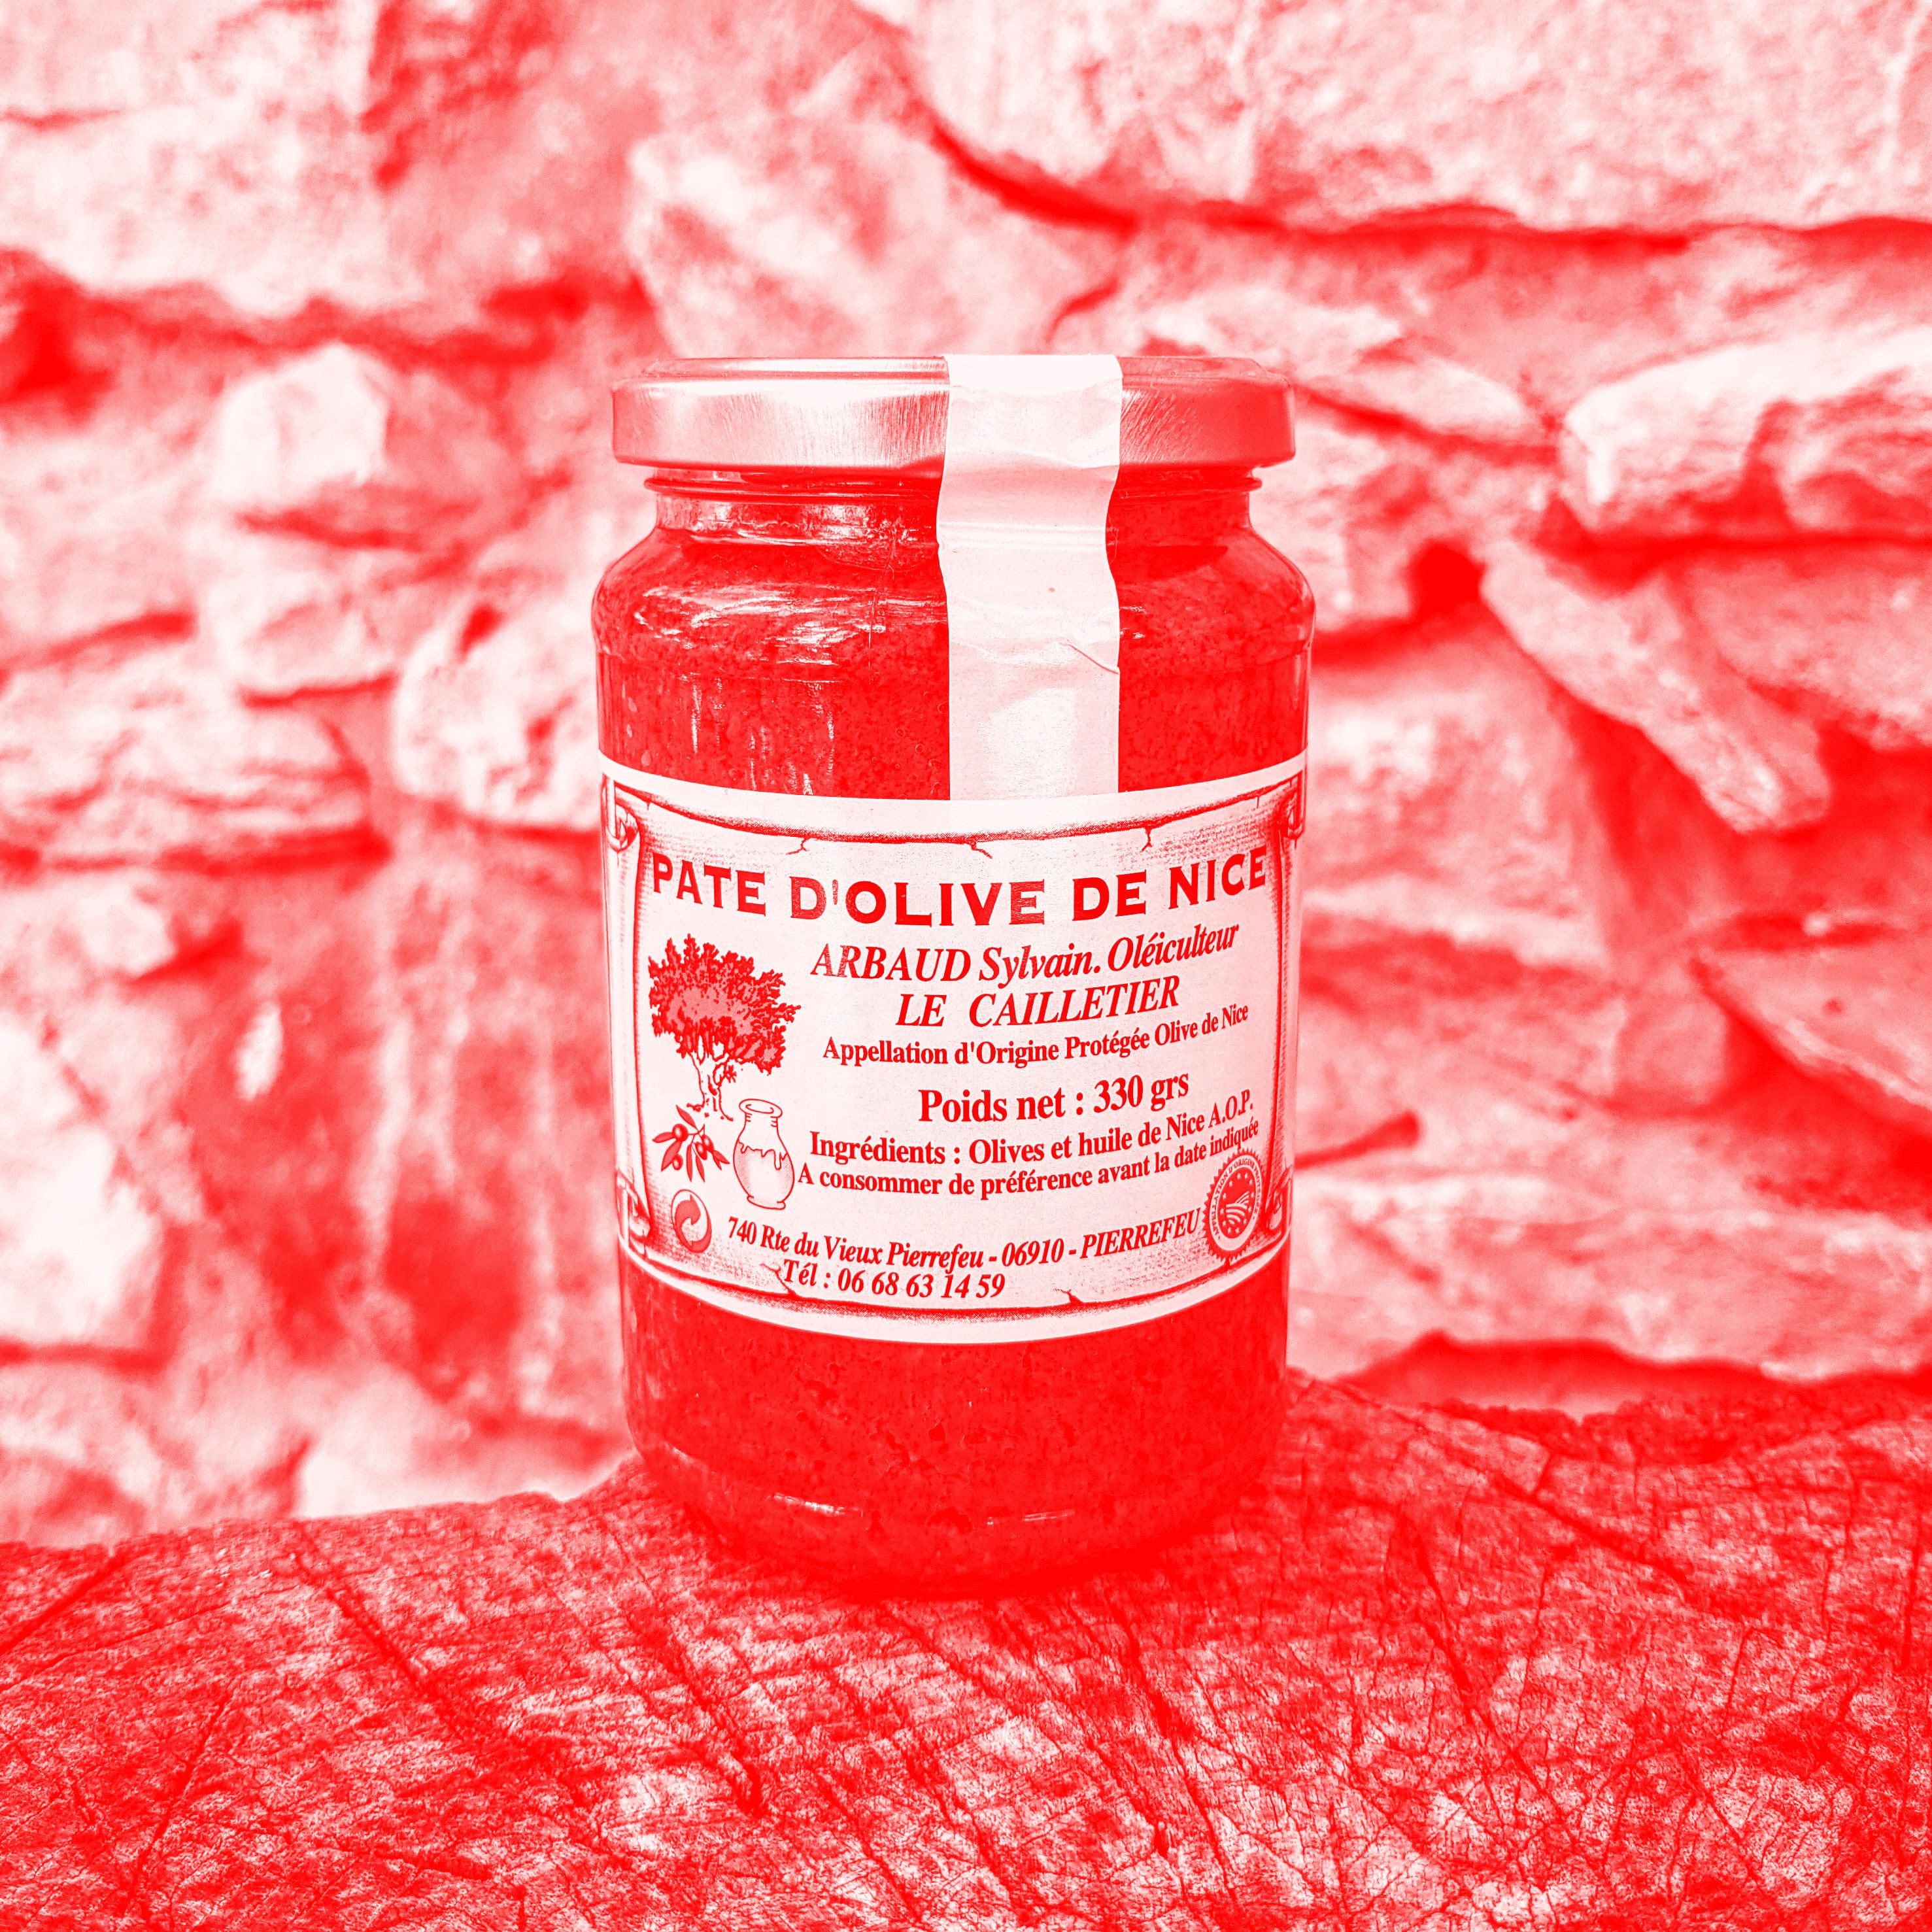 PATE D'OLIVE DE NICE
ARBAUD Sylvain. Oléiculteur
LE CAILLETIER
Appellation d'Origine Protégée Olive de Nice
Poids net : 330 grs
Ingrédients : Olives et huile de Nice A.O.P.
A consommer de préférence avant la date indiquée
740 Rte du Vieux Pierrefeu - 06910 - PIERREFEU
Tél : 06 68 63 14 59